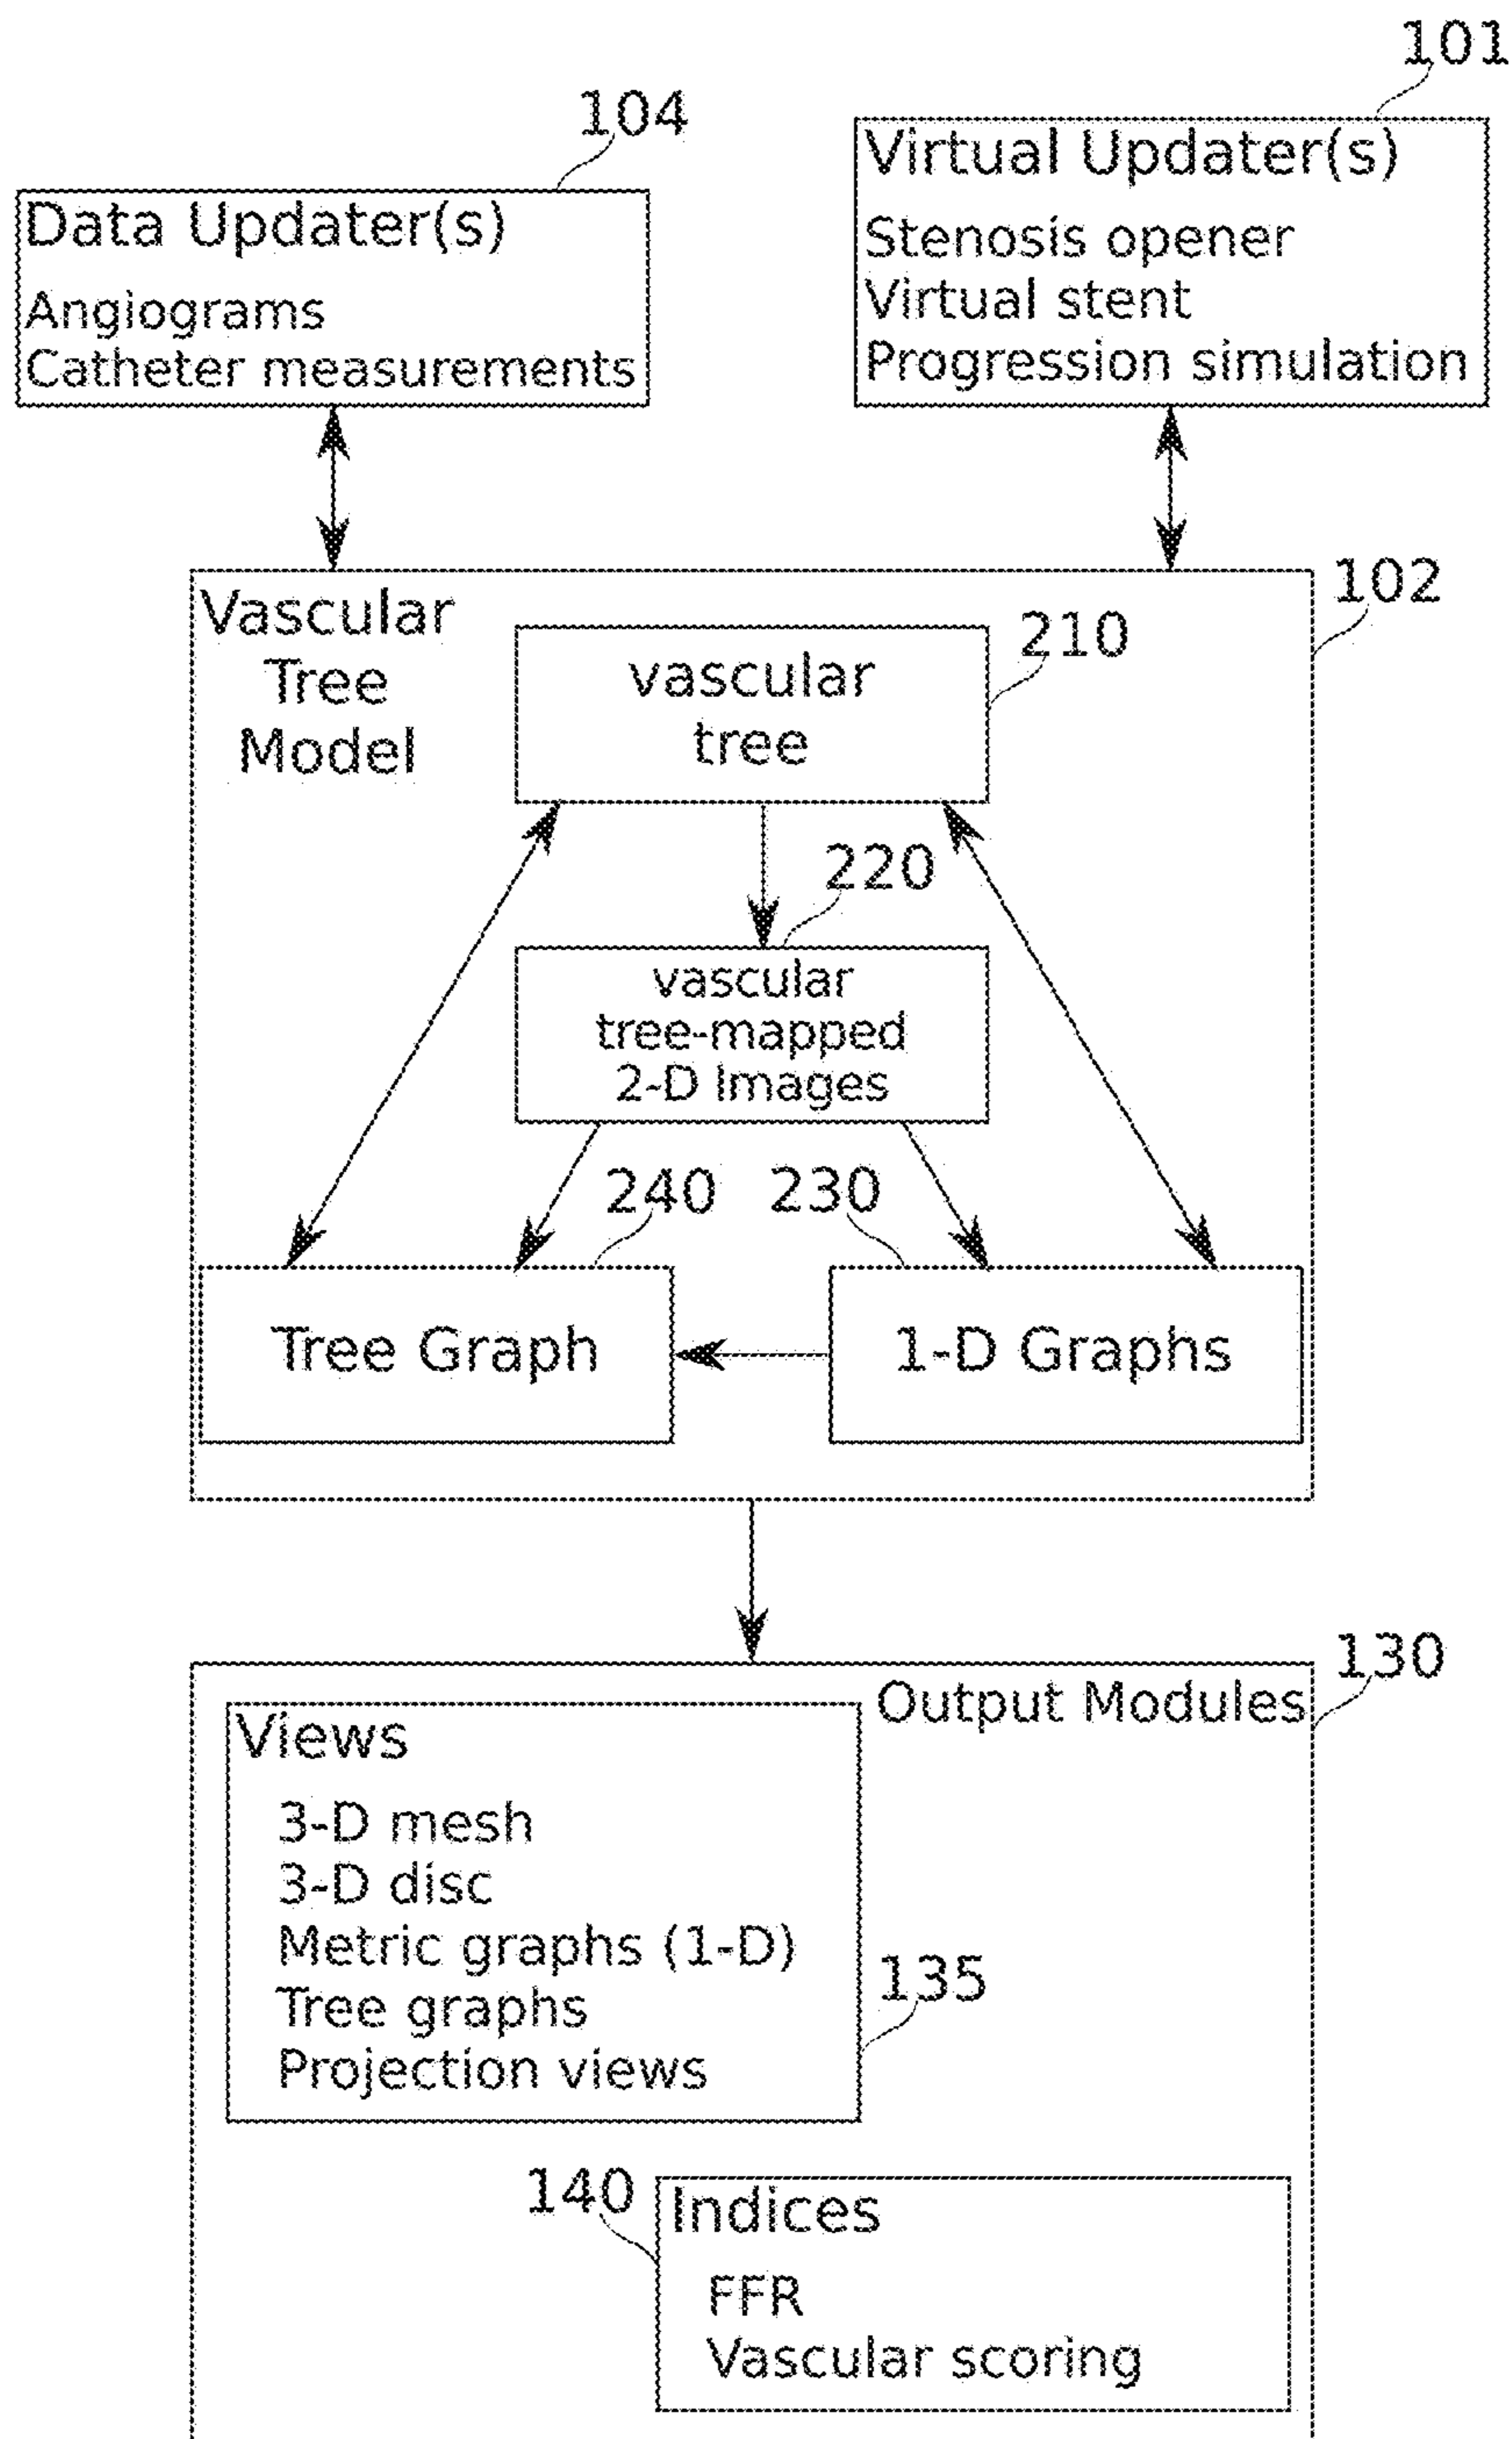 101
104
Virtual Updater(s)
Stenosis opener
Virtual stent
Progression simulation
Data Updater(s)
Angiograms
Catheter measurements
102
Vascular
Tree
Model
210
vascular
tree
220
vascular
tree-mapped
2-D Images
240
230
Tree Graph
1-D Graphs
130
Output Modules
Views
3-D mesh
3-D disc
Metric graphs (1-D)
Tree graphs
Projection views
135
140
Indices
FFR
Vascular scoring